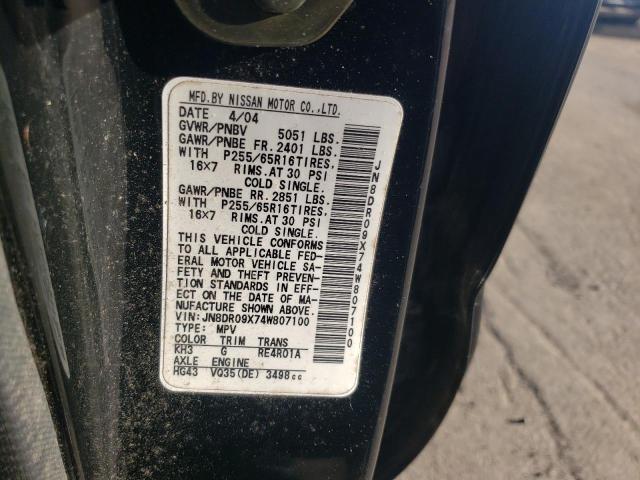 MFD.BY NISSAN MOTOR CO.,LTD.
DATE 4/04
GVWR/PNBV 5051 LBS.
GAWR/PNBE FR. 2401 LBS.
WITH P255/65R16TIRES,
16×7 RIMS.AT 30 PSI
COLD SINGLE.
GAWR/PNBE RR. 2851 LBS.
WITH P255/65R16TIRES,
16×7 RIMS.AT 30 PSI
COLD SINGLE.
THIS VEHICLE CONFORMS
TO ALL APPLICABLE FED-
ERAL MOTOR VEHICLE SA-
FETY AND THEFT PREVEN-
TION STANDARDS IN EFF-
ECT ON THE DATE OF MA-
NUFACTURE SHOWN ABOVE.
VIN: JN8DR09X74W807100
TYPE: MPV
COLOR TRIM TRANS
KH3 G RE4R01A
AXLE ENGINE
HG43 VQ35(DE) 3498cc
JN8DR09X74W807100